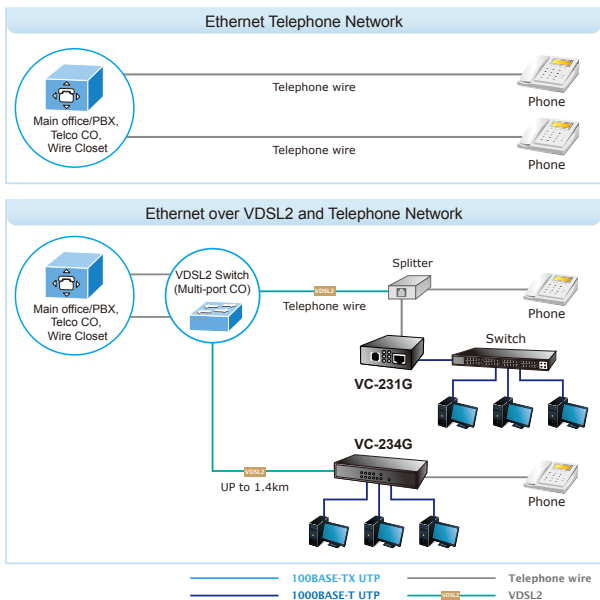 Ethernet Telephone Network
Main office/PBX,
Telco CO,
Wire Closet
Telephone wire
Phone
Telephone wire
Phone
Ethernet over VDSL2 and Telephone Network
Main office/PBX,
Telco CO,
Wire Closet
VDSL2 Switch
(Multi-port CO)
VDSL2
Telephone wire
Splitter
Phone
VC-231G
Switch
VC-234G
VDSL2
UP to 1.4km
Phone
100BASE-TX UTP
Telephone wire
1000BASE-T UTP
VDSL2
VDSL2